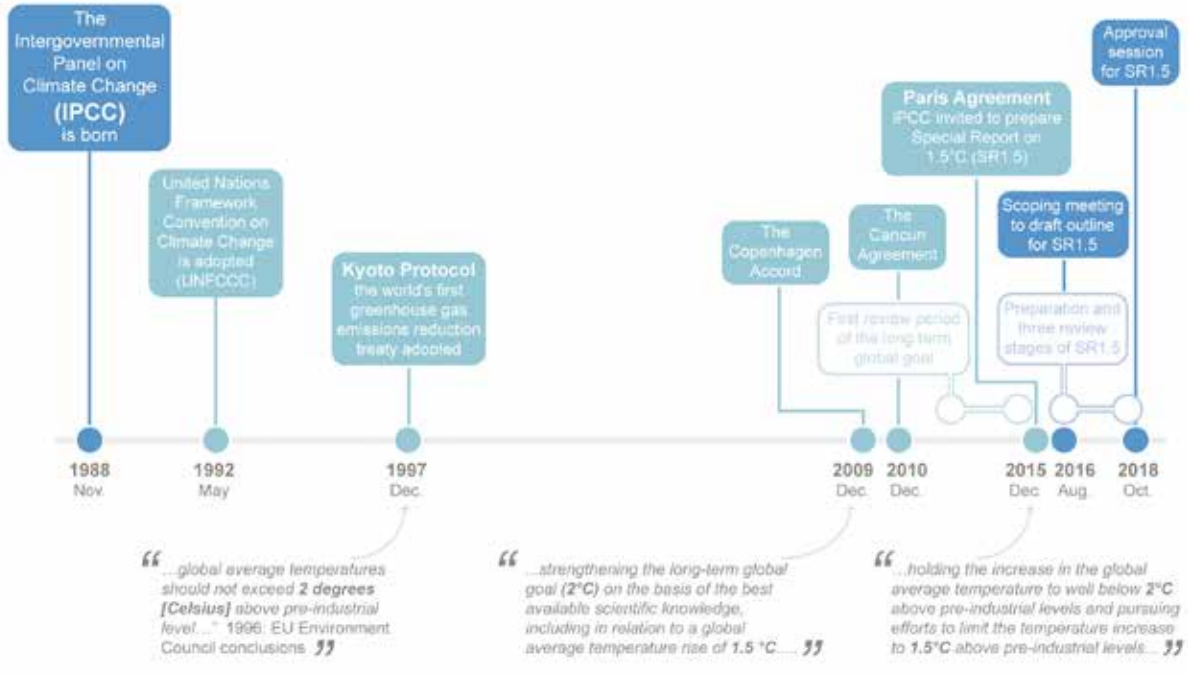 The
Intergovernmental
Panel on
Climate Change
(IPCC)
is born
United Nations
Framework
Convention on
Climate Change
is adopted
(UNFCCC)
Kyoto Protocol
the world's first
greenhouse gas
emissions reduction
treaty adopted
The
Copenhagen
Accord
The
Cancun
Agreement
First review period
of the long term
global goal
Paris Agreement
IPCC invited to prepare
Special Report on
1.5°C (SR1.5)
Scoping meeting
to draft outline
for SR1.5
Preparation and
three review
stages of SR1.5
Approval
session
for SR1.5
1988
Nov.
1992
May
1997
Dec.
2009
Dec.
2010
Dec.
2015
Dec
2016
Aug.
2018
Oct.
“ ...global average temperatures
should not exceed 2 degrees
[Celsius] above pre-industrial
level...” 1996: EU Environment
Council conclusions ”
“ ...strengthening the long-term global
goal (2°C) on the basis of the best
available scientific knowledge,
including in relation to a global
average temperature rise of 1.5 °C.... ”
“ ...holding the increase in the global
average temperature to well below 2°C
above pre-industrial levels and pursuing
efforts to limit the temperature increase
to 1.5°C above pre-industrial levels... ”